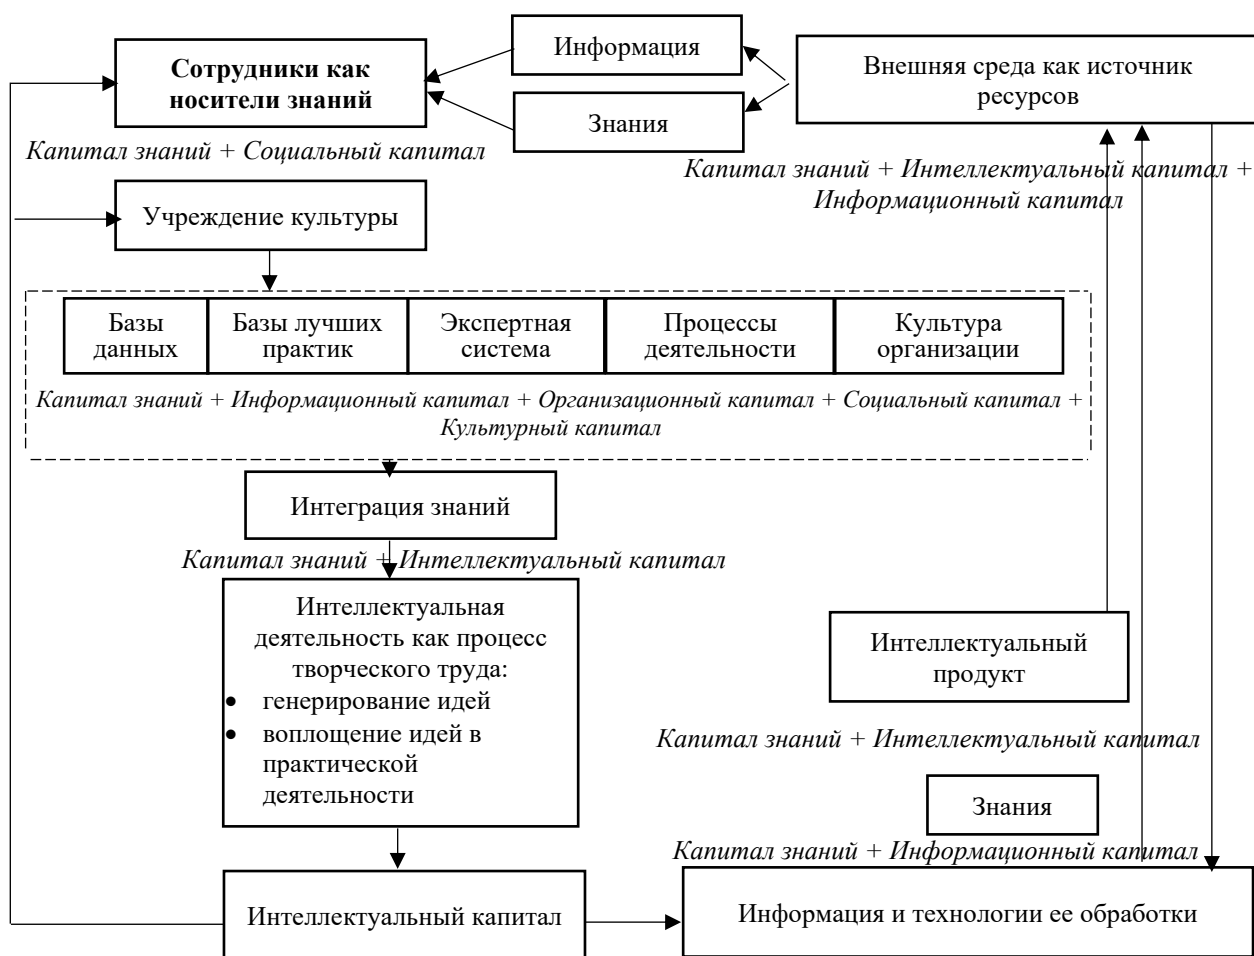 Информация
Сотрудники как
носители знаний
Внешняя среда как источник
ресурсов
Знания
Капитал знаний + Социальный капитал
Капитал знаний + Интеллектуальный капитал +
Информационный капитал
Учреждение культуры
Базы
данных
Базы лучших
практик
Экспертная
система
Процессы
деятельности
Культура
организации
Капитал знаний + Информационный капитал + Организационный капитал + Социальный капитал +
Культурный капитал
Интеграция знаний
Капитал знаний + Интеллектуальный капитал
Интеллектуальная
деятельность как процесс
творческого труда:
• генерирование идей
• воплощение идей в
практической
деятельности
Интеллектуальный
продукт
Капитал знаний + Интеллектуальный капитал
Знания
Капитал знаний + Информационный капитал
Интеллектуальный капитал
Информация и технологии ее обработки